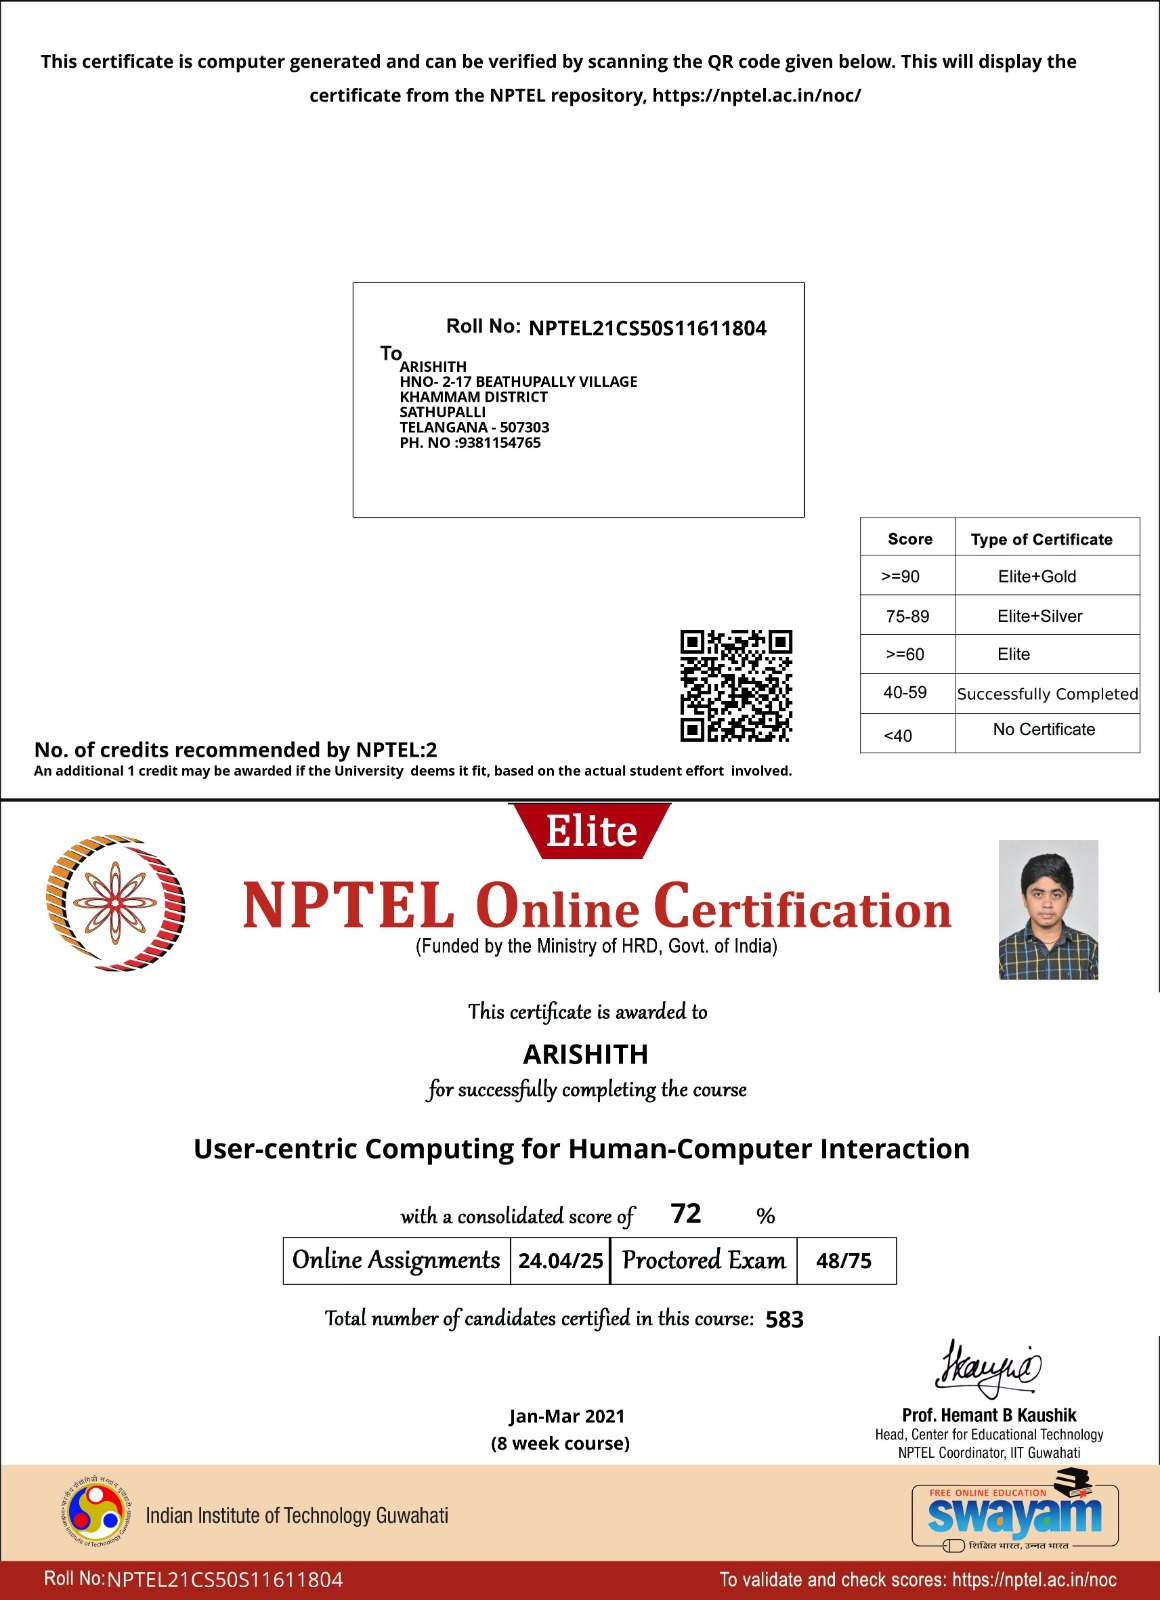 This certificate is computer generated and can be verified by scanning the QR code given below. This will display the
certificate from the NPTEL repository, https://nptel.ac.in/noc/
Roll No: NPTEL21CS50S11611804
To
ARISHITH
HNO- 2-17 BEATHUPALLY VILLAGE
KHAMMAM DISTRICT
SATHUPALLI
TELANGANA - 507303
PH. NO :9381154765
Score Type of Certificate
>=90 Elite+Gold
75-89 Elite+Silver
>=60 Elite
40-59 Successfully Completed
<40 No Certificate
No. of credits recommended by NPTEL:2
An additional 1 credit may be awarded if the University deems it fit, based on the actual student effort involved.
Elite
NPTEL Online Certification
(Funded by the Ministry of HRD, Govt. of India)
This certificate is awarded to
ARISHITH
for successfully completing the course
User-centric Computing for Human-Computer Interaction
with a consolidated score of 72 %
Online Assignments 24.04/25 Proctored Exam 48/75
Total number of candidates certified in this course: 583
Jan-Mar 2021
(8 week course)
Prof. Hemant B Kaushik
Head, Center for Educational Technology
NPTEL Coordinator, IIT Guwahati
Indian Institute of Technology Guwahati
FREE ONLINE EDUCATION
swayam
शिक्षित भारत, उन्नत भारत
Roll No:NPTEL21CS50S11611804
To validate and check scores: https://nptel.ac.in/noc